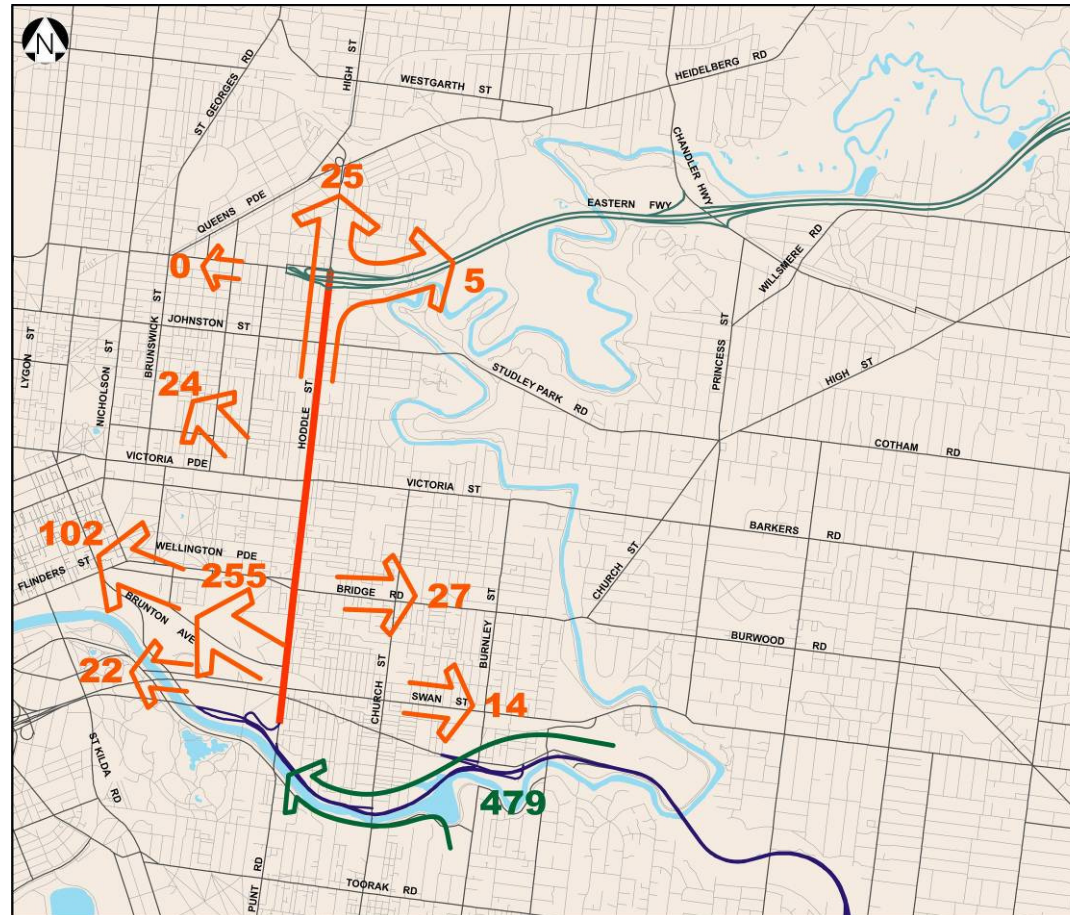 N
ST GEORGES RD
HIGH ST
WESTGARTH ST
HEIDELBERG RD
CHANDLER HWY
25
QUEENS PDE
EASTERN FWY
WILLSMERE RD
0
5
JOHNSTON ST
LYGON ST
NICHOLSON ST
BRUNSWICK ST
HODDLE ST
STUDLEY PARK RD
PRINCESS ST
HIGH ST
24
VICTORIA PDE
VICTORIA ST
COTHAM RD
BARKERS RD
102
FLINDERS ST
WELLINGTON PDE
255
BRUNTON AVE
BRIDGE RD
27
BURNLEY ST
CHURCH ST
BURWOOD RD
22
CHURCH ST
SWAN ST
14
ST KILDA RD
479
PUNT RD
TOORAK RD